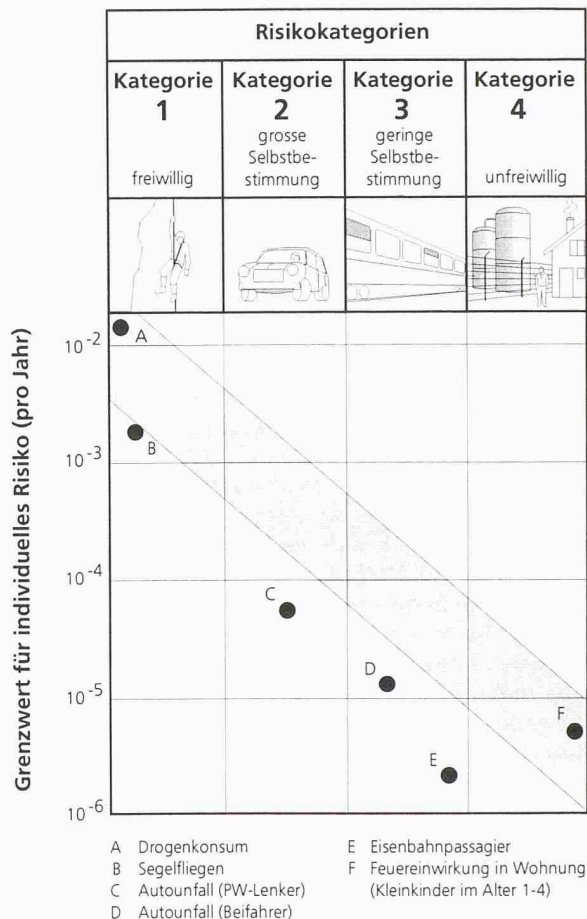 Risikokategorien
Kategorie
1
freiwillig
Kategorie
2
grosse
Selbstbe-
stimmung
Kategorie
3
geringe
Selbstbe-
stimmung
Kategorie
4
unfreiwillig
Grenzwert für individuelles Risiko (pro Jahr)
10⁻²
10⁻³
10⁻⁴
10⁻⁵
10⁻⁶
A
B
C
D
E
F
A Drogenkonsum
B Segelfliegen
C Autounfall (PW-Lenker)
D Autounfall (Beifahrer)
E Eisenbahnpassagier
F Feuereinwirkung in Wohnung
(Kleinkinder im Alter 1-4)